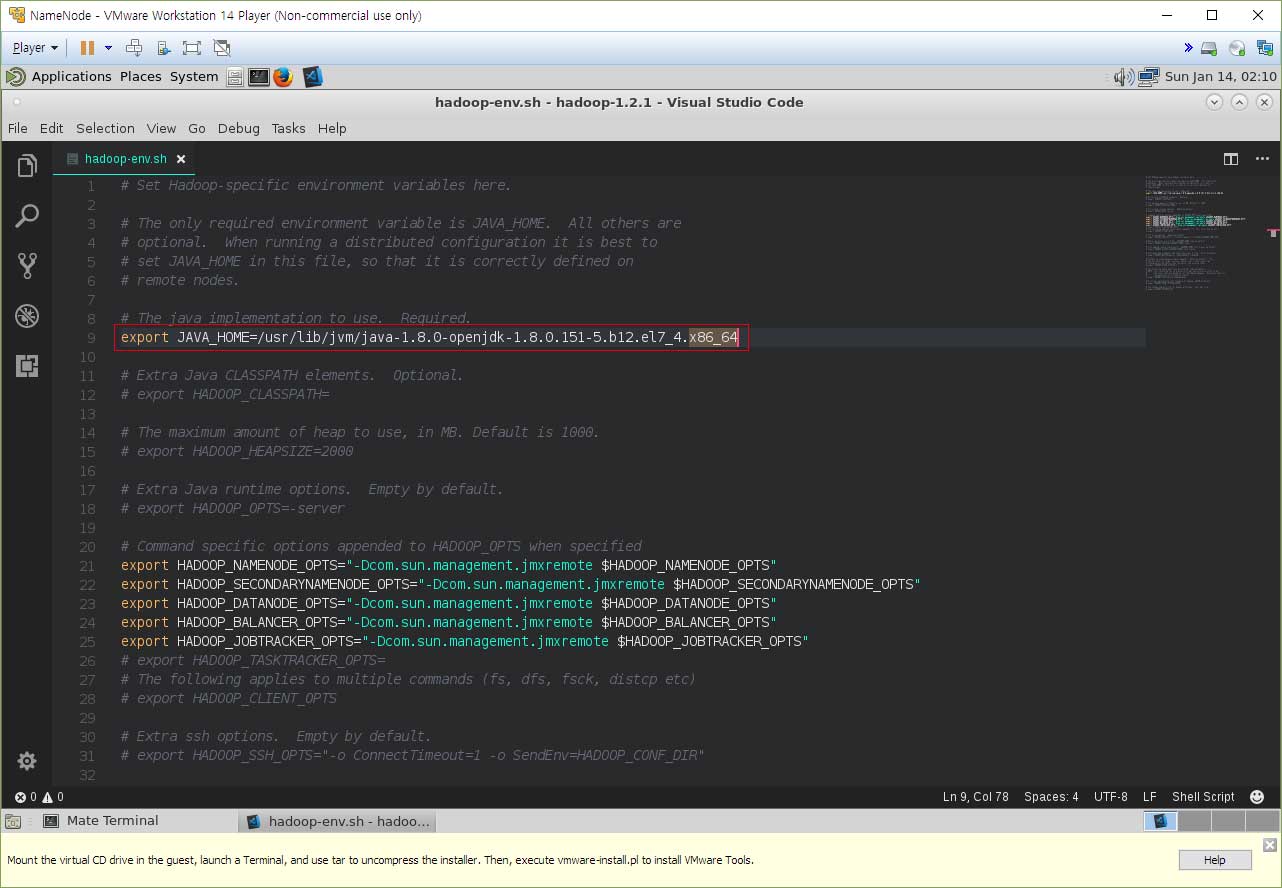 NameNode - VMware Workstation 14 Player (Non-commercial use only)
Player
Applications Places System Sun Jan 14, 02:10
hadoop-env.sh - hadoop-1.2.1 - Visual Studio Code
File Edit Selection View Go Debug Tasks Help
hadoop-env.sh
1 # Set Hadoop-specific environment variables here.
2
3 # The only required environment variable is JAVA_HOME.  All others are
4 # optional.  When running a distributed configuration it is best to
5 # set JAVA_HOME in this file, so that it is correctly defined on
6 # remote nodes.
7
8 # The java implementation to use.  Required.
9 export JAVA_HOME=/usr/lib/jvm/java-1.8.0-openjdk-1.8.0.151-5.b12.el7_4.x86_64
10
11 # Extra Java CLASSPATH elements.  Optional.
12 # export HADOOP_CLASSPATH=
13
14 # The maximum amount of heap to use, in MB. Default is 1000.
15 # export HADOOP_HEAPSIZE=2000
16
17 # Extra Java runtime options.  Empty by default.
18 # export HADOOP_OPTS=-server
19
20 # Command specific options appended to HADOOP_OPTS when specified
21 export HADOOP_NAMENODE_OPTS="-Dcom.sun.management.jmxremote $HADOOP_NAMENODE_OPTS"
22 export HADOOP_SECONDARYNAMENODE_OPTS="-Dcom.sun.management.jmxremote $HADOOP_SECONDARYNAMENODE_OPTS"
23 export HADOOP_DATANODE_OPTS="-Dcom.sun.management.jmxremote $HADOOP_DATANODE_OPTS"
24 export HADOOP_BALANCER_OPTS="-Dcom.sun.management.jmxremote $HADOOP_BALANCER_OPTS"
25 export HADOOP_JOBTRACKER_OPTS="-Dcom.sun.management.jmxremote $HADOOP_JOBTRACKER_OPTS"
26 # export HADOOP_TASKTRACKER_OPTS=
27 # The following applies to multiple commands (fs, dfs, fsck, distcp etc)
28 # export HADOOP_CLIENT_OPTS
29
30 # Extra ssh options.  Empty by default.
31 # export HADOOP_SSH_OPTS="-o ConnectTimeout=1 -o SendEnv=HADOOP_CONF_DIR"
32
0 0 Ln 9, Col 78 Spaces: 4 UTF-8 LF Shell Script
Mate Terminal hadoop-env.sh - hadoo...
Mount the virtual CD drive in the guest, launch a Terminal, and use tar to uncompress the installer. Then, execute vmware-install.pl to install VMware Tools.
Help